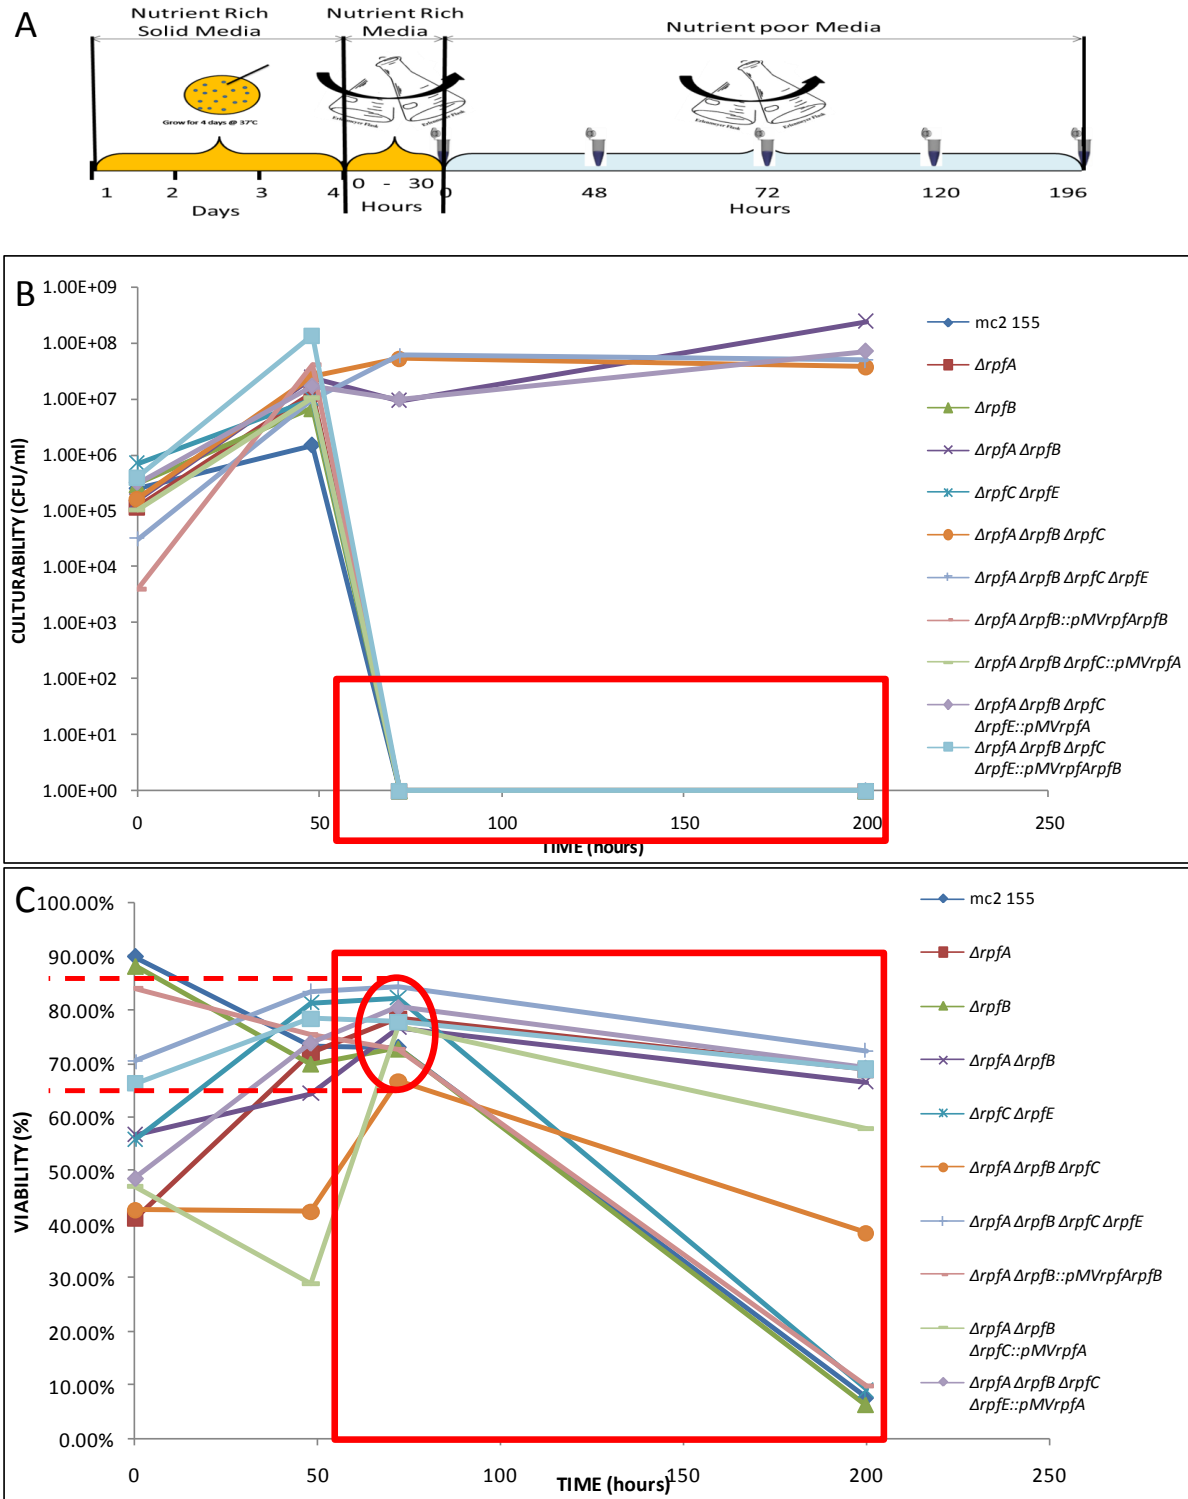 A
Nutrient Rich
Solid Media
Nutrient Rich
Media
Nutrient poor Media
Grow for 4 days @ 37℃
Erlenmeyer Flask
Erlenmeyer Flask
Erlenmeyer Flask
Erlenmeyer Flask
1 2 3 4 0 - 30 0 48 72 120 196
Days
Hours
Hours
B
1.00E+09
1.00E+08
1.00E+07
1.00E+06
1.00E+05
1.00E+04
1.00E+03
1.00E+02
1.00E+01
1.00E+00
CULTURABILITY (CFU/ml)
0 50 100 150 200 250
TIME (hours)
mc2 155
ΔrpfA
ΔrpfB
ΔrpfA ΔrpfB
ΔrpfC ΔrpfE
ΔrpfA ΔrpfB ΔrpfC
ΔrpfA ΔrpfB ΔrpfC ΔrpfE
ΔrpfA ΔrpfB::pMVrpfArpfB
ΔrpfA ΔrpfB ΔrpfC::pMVrpfA
ΔrpfA ΔrpfB ΔrpfC
ΔrpfE::pMVrpfA
ΔrpfA ΔrpfB ΔrpfC
ΔrpfE::pMVrpfArpfB
C
100.00%
90.00%
80.00%
70.00%
60.00%
50.00%
40.00%
30.00%
20.00%
10.00%
0.00%
VIABILITY (%)
0 50 100 150 200 250
TIME (hours)
mc2 155
ΔrpfA
ΔrpfB
ΔrpfA ΔrpfB
ΔrpfC ΔrpfE
ΔrpfA ΔrpfB ΔrpfC
ΔrpfA ΔrpfB ΔrpfC ΔrpfE
ΔrpfA ΔrpfB::pMVrpfArpfB
ΔrpfA ΔrpfB
ΔrpfC::pMVrpfA
ΔrpfA ΔrpfB ΔrpfC
ΔrpfE::pMVrpfA